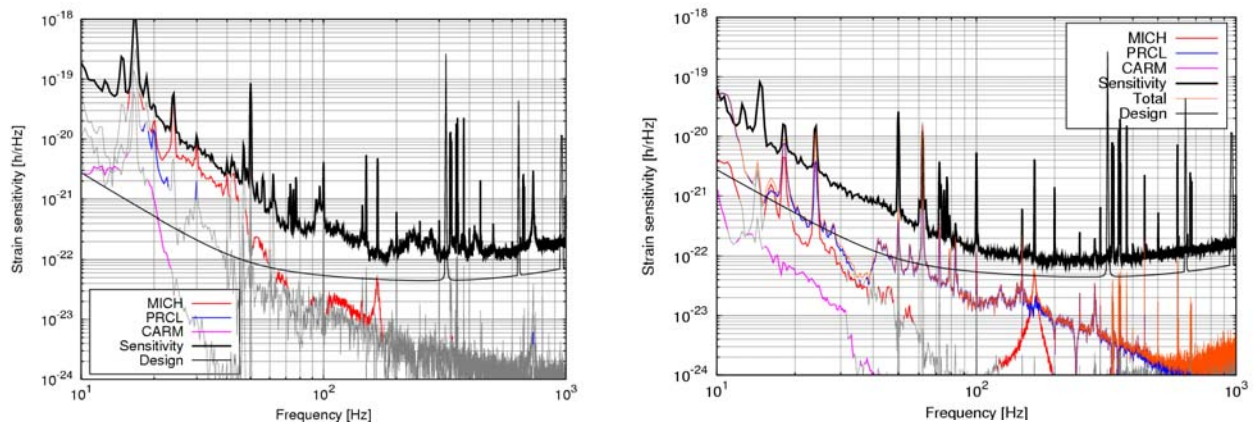 10^-18
10^-19
10^-20
10^-21
10^-22
10^-23
10^-24
Strain sensitivity [h/rHz]
MICH
PRCL
CARM
Sensitivity
Design
10^1
10^2
10^3
Frequency [Hz]
10^-18
10^-19
10^-20
10^-21
10^-22
10^-23
10^-24
Strain sensitivity [h/rHz]
MICH
PRCL
CARM
Sensitivity
Total
Design
10^1
10^2
10^3
Frequency [Hz]